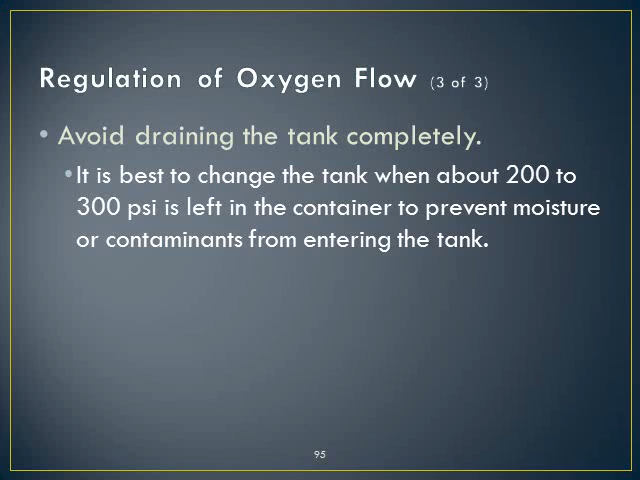 Regulation of Oxygen Flow (3 of 3)
• Avoid draining the tank completely.
• It is best to change the tank when about 200 to
300 psi is left in the container to prevent moisture
or contaminants from entering the tank.
95